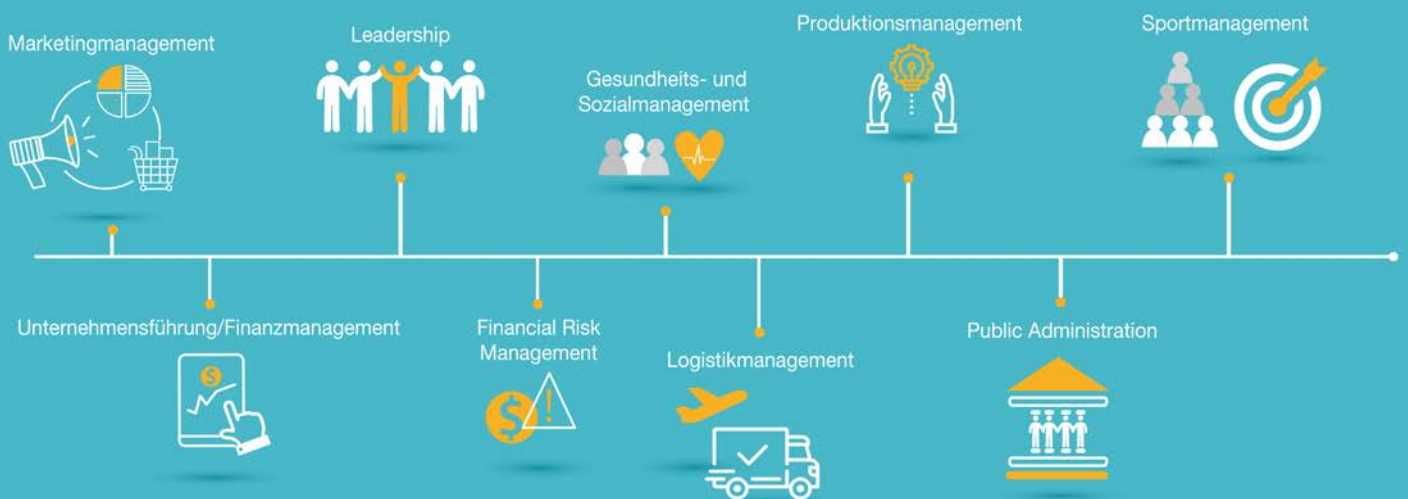 Marketingmanagement
Leadership
Gesundheits- und
Sozialmanagement
Produktionsmanagement
Sportmanagement
Unternehmensführung/Finanzmanagement
Financial Risk
Management
Logistikmanagement
Public Administration